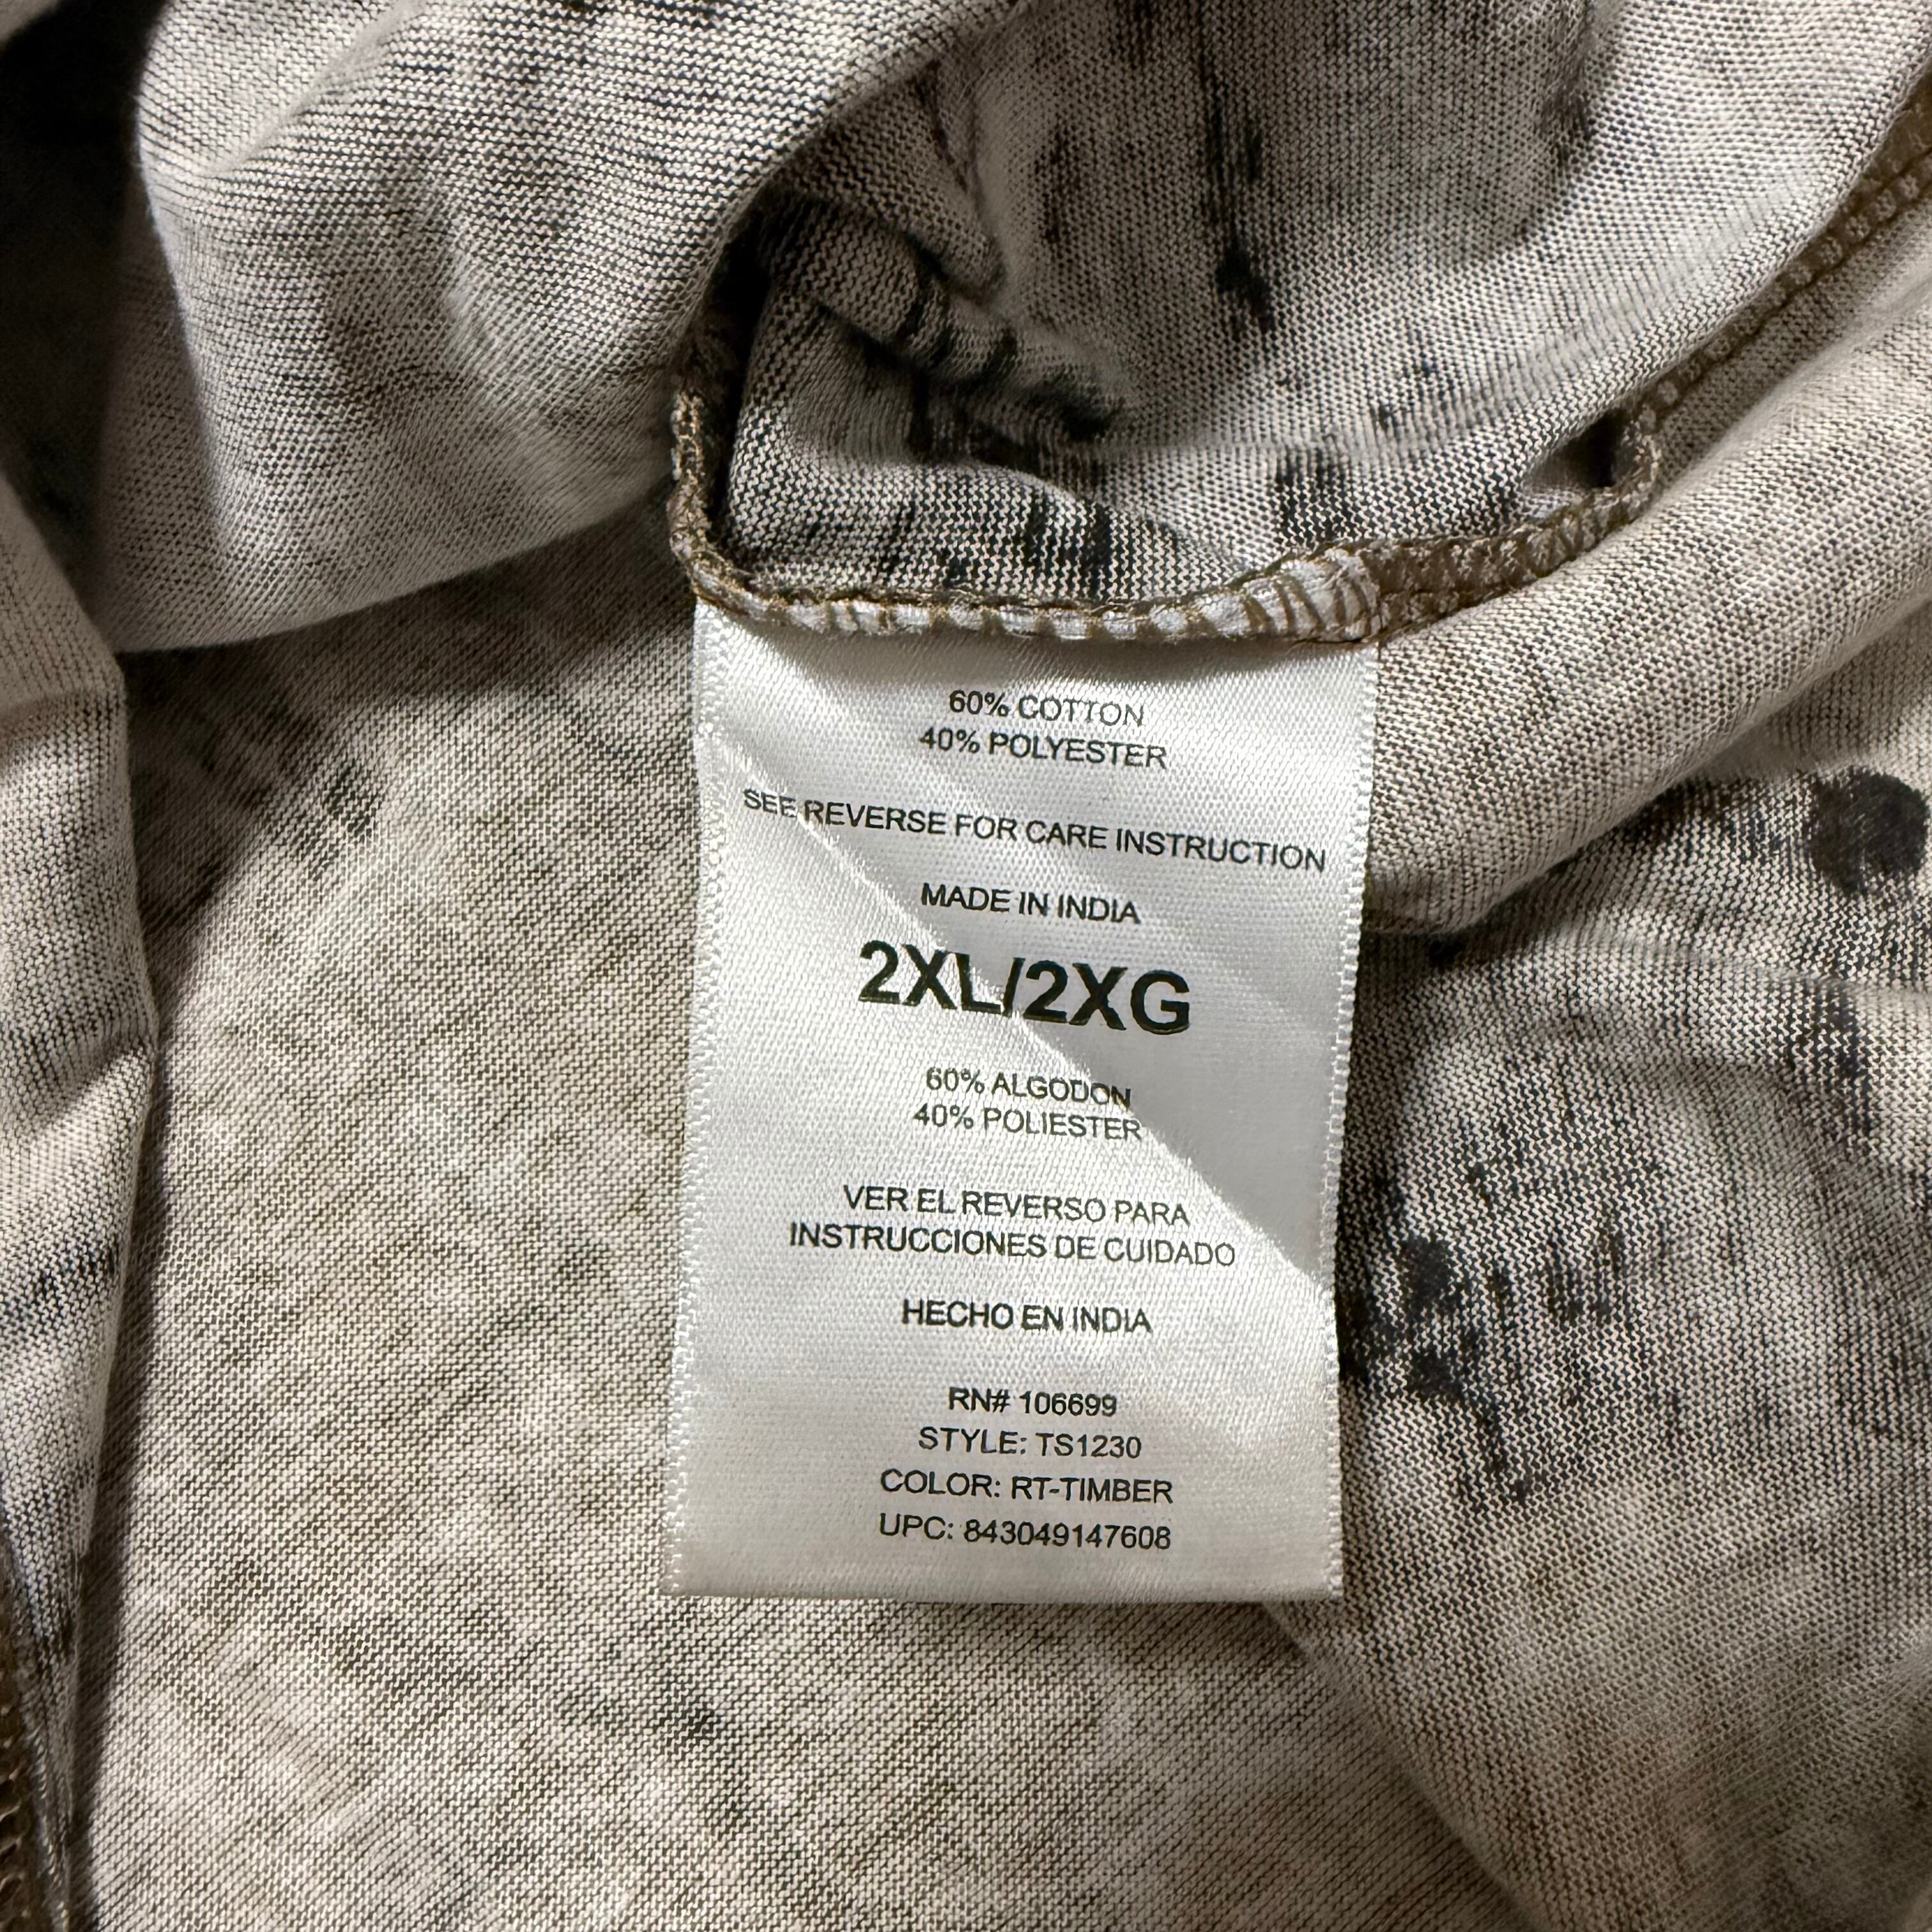 60% COTTON
40% POLYESTER
SEE REVERSE FOR CARE INSTRUCTION
MADE IN INDIA
2XL/2XG
60% ALGODON
40% POLIESTER
VER EL REVERSO PARA
INSTRUCCIONES DE CUIDADO
HECHO EN INDIA
RN# 106699
STYLE: TS1230
COLOR: RT-TIMBER
UPC: 843049147608